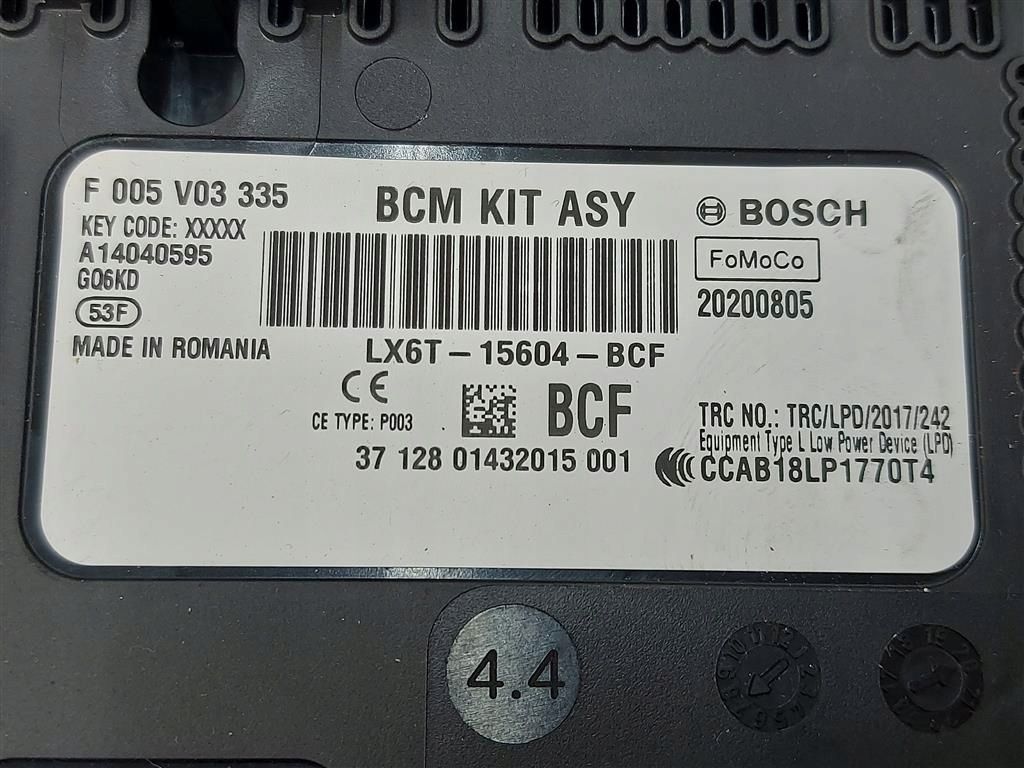 F 005 V03 335
KEY CODE: XXXXX
A14040595
GQ6KD
53F
MADE IN ROMANIA
BCM KIT ASY
LX6T-15604-BCF
CE
CE TYPE: P003
BCF
37 128 01432015 001
BOSCH
FoMoCo
20200805
TRC NO.: TRC/LPD/2017/242
Equipment Type L Low Power Device (LPD)
CCAB18LP1770T4
4.4